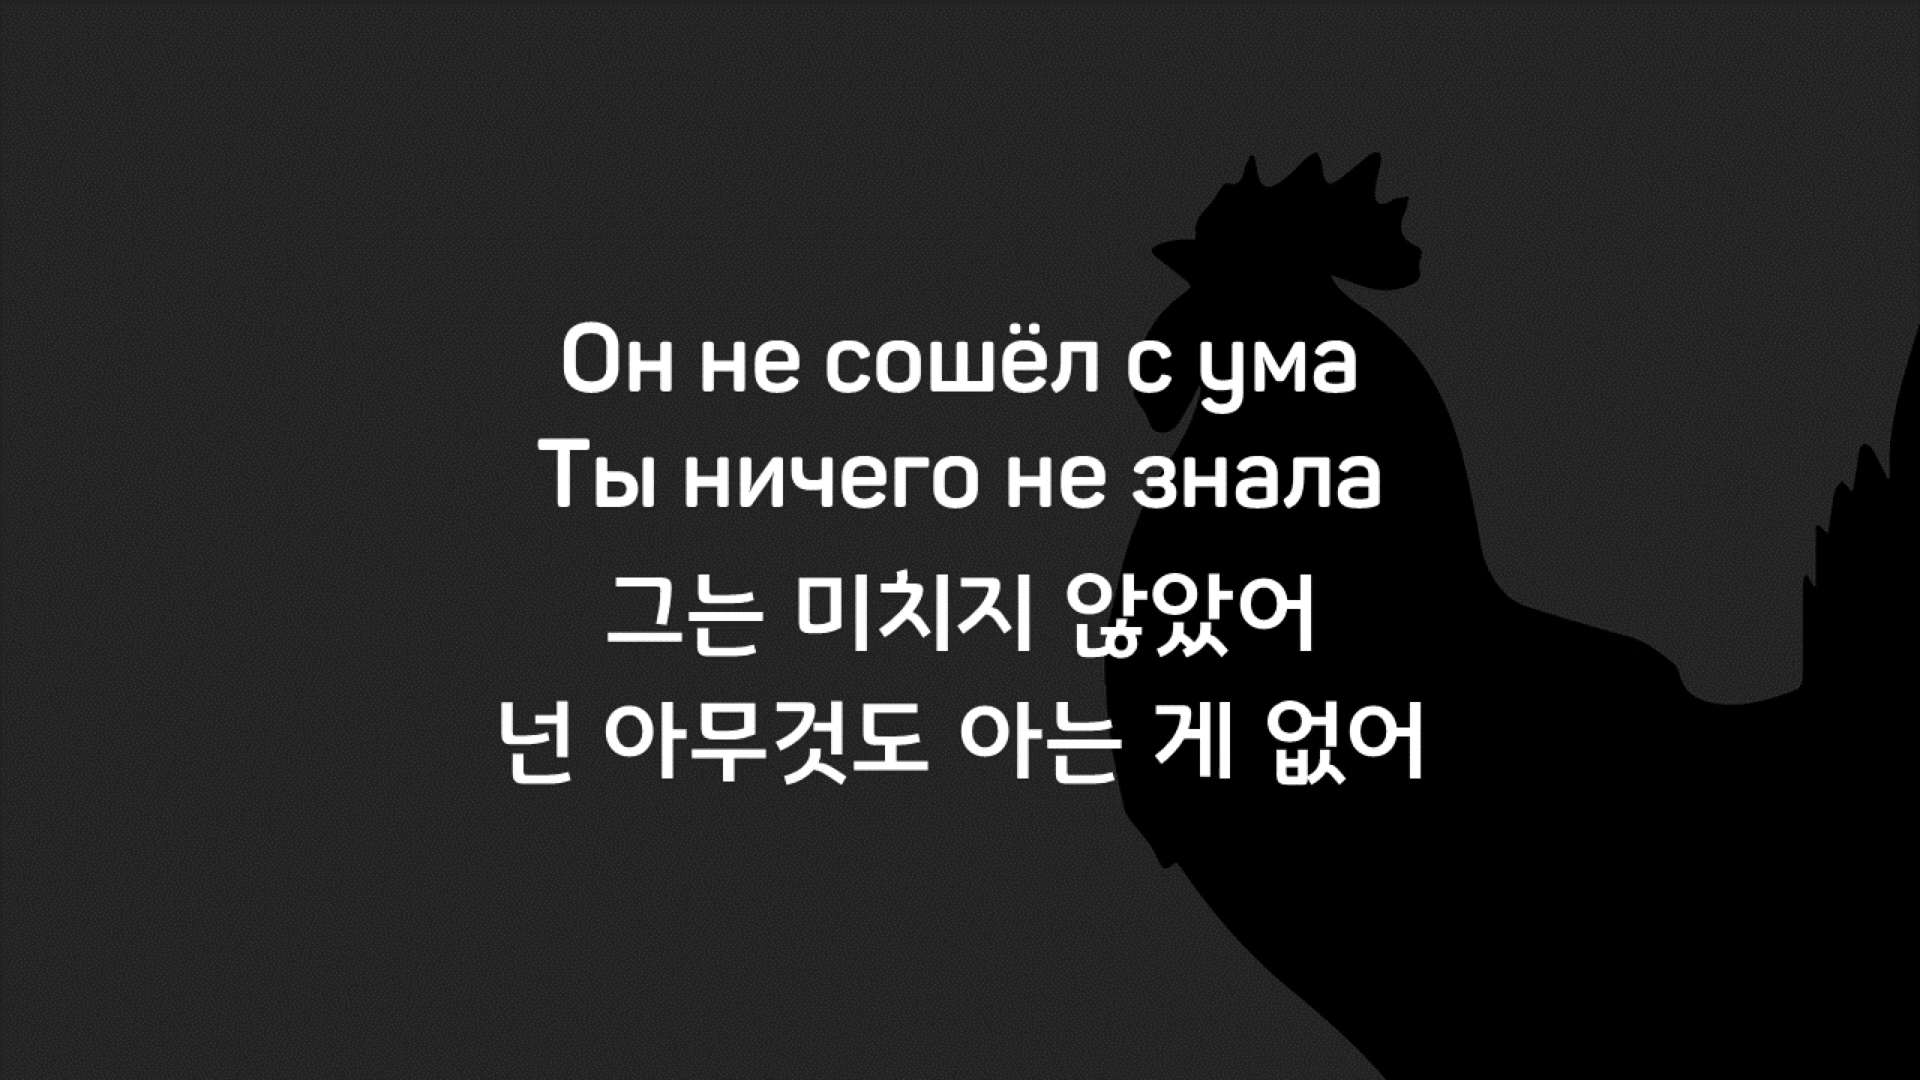 Он не сошёл с ума
Ты ничего не знала
그는 미치지 않았어
넌 아무것도 아는 게 없어